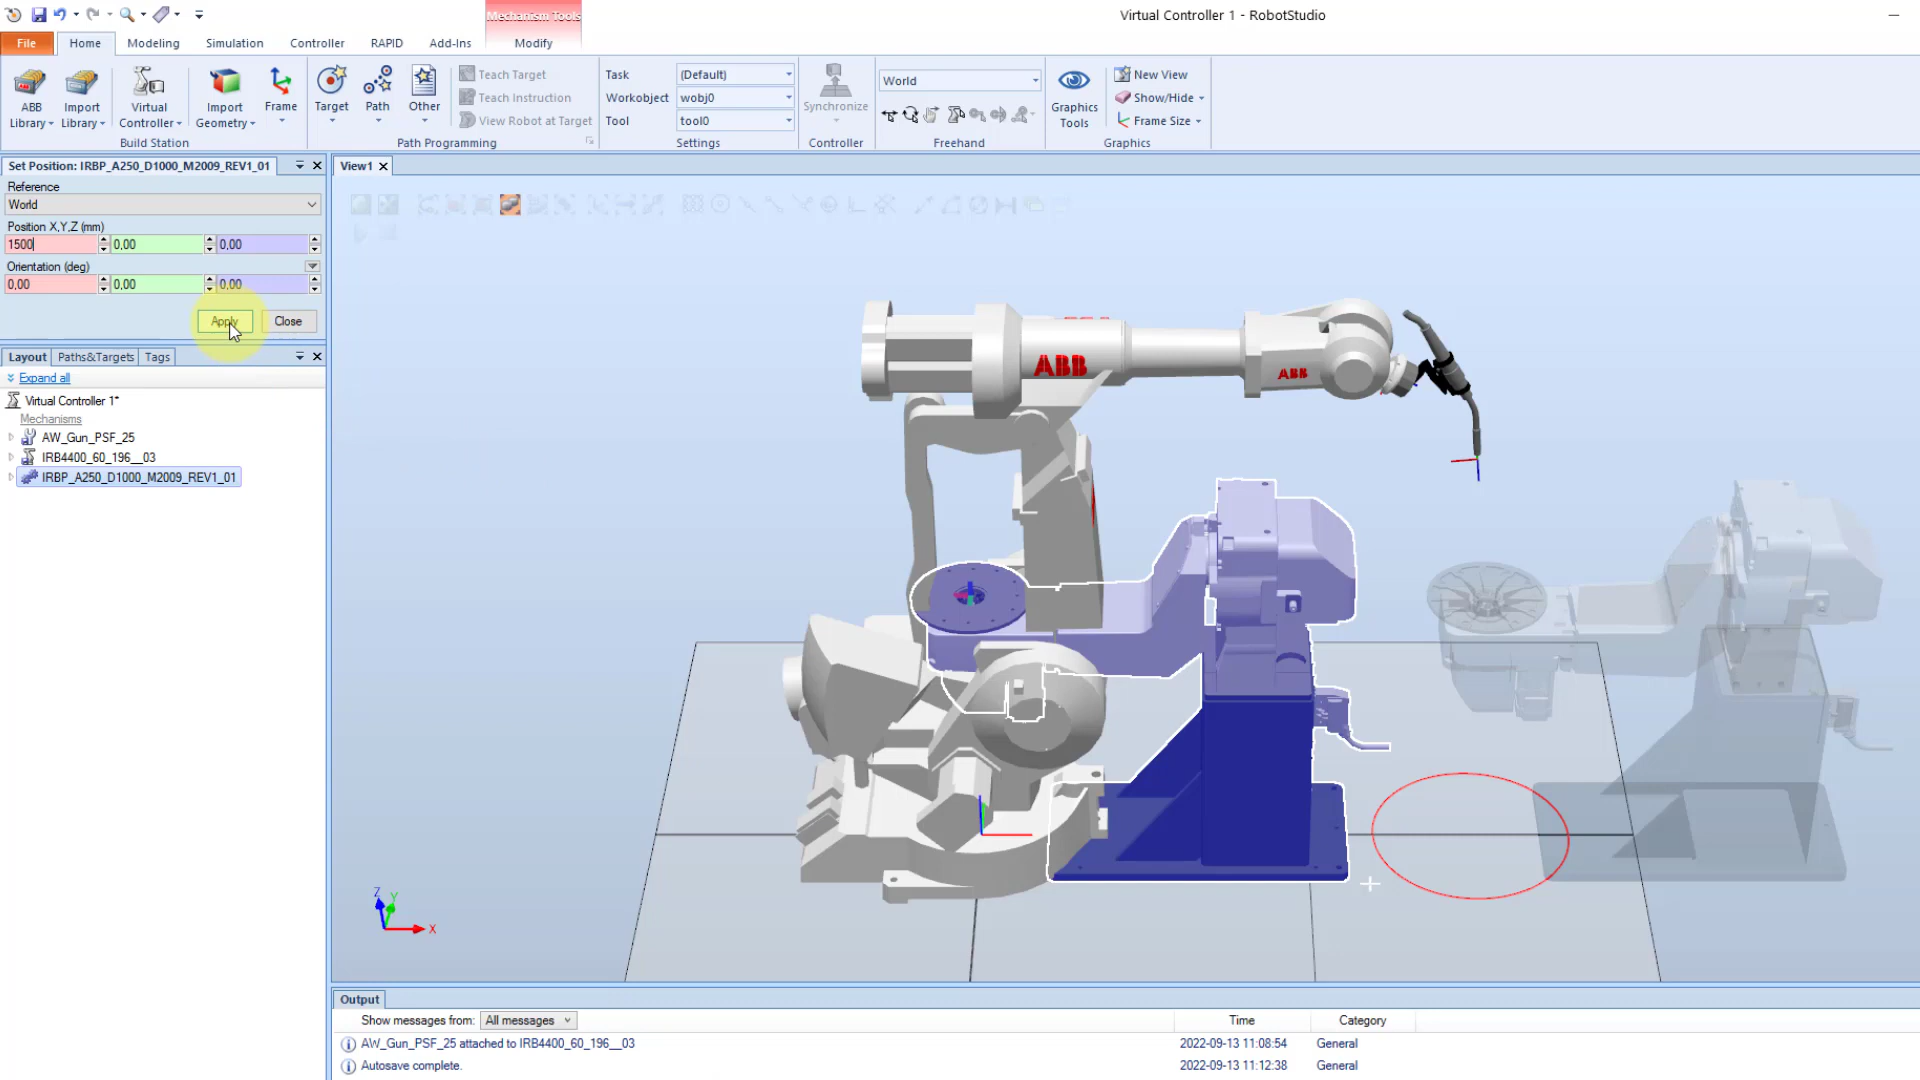 Mechanism Tools
Virtual Controller 1 - RobotStudio
File
Home
Modeling
Simulation
Controller
RAPID
Add-Ins
Modify
ABB
Library
Import
Library
Virtual
Controller
Import
Geometry
Frame
Build Station
Target
Path
Other
Teach Target
Teach Instruction
View Robot at Target
Path Programming
Task
(Default)
Workobject
wobj0
Tool
tool0
Settings
Synchronize
Controller
World
Freehand
Graphics
Tools
New View
Show/Hide
Frame Size
Graphics
Set Position: IRBP_A250_D1000_M2009_REV1_01
Reference
World
Position X,Y,Z (mm)
1500
0,00
0,00
Orientation (deg)
0,00
0,00
0,00
Apply
Close
Layout
Paths&Targets
Tags
Expand all
Virtual Controller 1*
Mechanisms
AW_Gun_PSF_25
IRB4400_60_196__03
IRBP_A250_D1000_M2009_REV1_01
View1
ABB
ABB
Z
Y
X
Output
Show messages from:
All messages
Time
Category
AW_Gun_PSF_25 attached to IRB4400_60_196__03
2022-09-13 11:08:54
General
Autosave complete.
2022-09-13 11:12:38
General